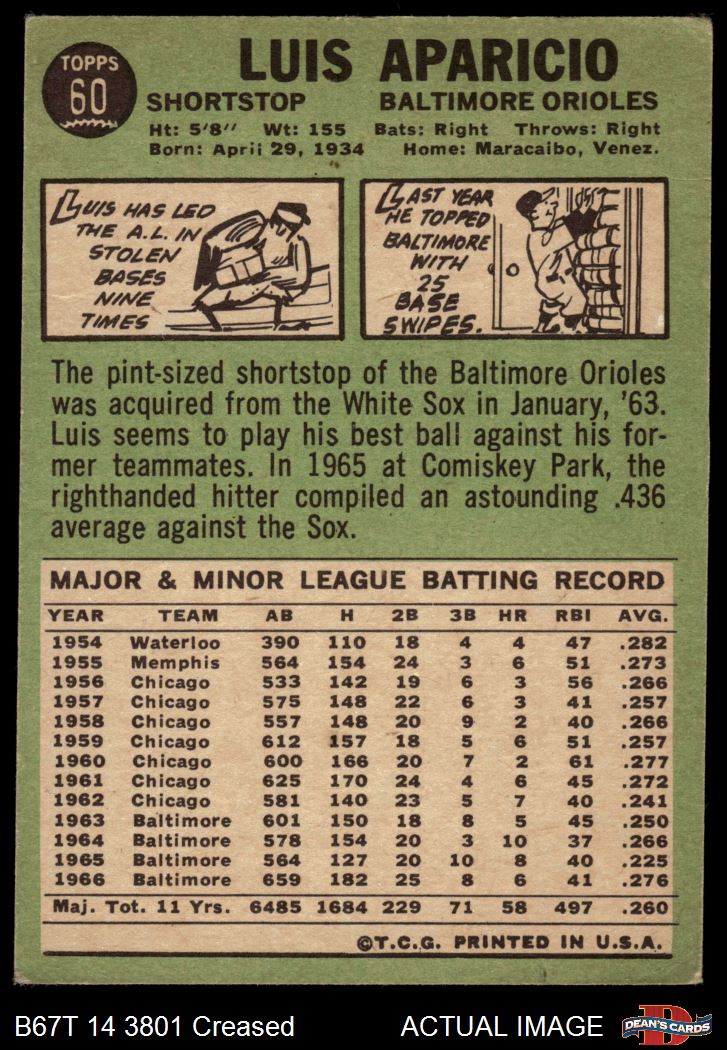 TOPPS
60
LUIS APARICIO
SHORTSTOP BALTIMORE ORIOLES
Ht: 5'8" Wt: 155 Bats: Right Throws: Right
Born: April 29, 1934 Home: Maracaibo, Venez.
LUIS HAS LED
THE A.L. IN
STOLEN
BASES
NINE
TIMES
LAST YEAR
HE TOPPED
BALTIMORE
WITH
25
BASE
SWIPES.
The pint-sized shortstop of the Baltimore Orioles
was acquired from the White Sox in January, '63.
Luis seems to play his best ball against his for-
mer teammates. In 1965 at Comiskey Park, the
righthanded hitter compiled an astounding .436
average against the Sox.
MAJOR & MINOR LEAGUE BATTING RECORD
YEAR TEAM AB H 2B 3B HR RBI AVG.
1954 Waterloo 390 110 18 4 4 47 .282
1955 Memphis 564 154 24 3 6 51 .273
1956 Chicago 533 142 19 6 3 56 .266
1957 Chicago 575 148 22 6 3 41 .257
1958 Chicago 557 148 20 9 2 40 .266
1959 Chicago 612 157 18 5 6 51 .257
1960 Chicago 600 166 20 7 2 61 .277
1961 Chicago 625 170 24 4 6 45 .272
1962 Chicago 581 140 23 5 7 40 .241
1963 Baltimore 601 150 18 8 5 45 .250
1964 Baltimore 578 154 20 3 10 37 .266
1965 Baltimore 564 127 20 10 8 40 .225
1966 Baltimore 659 182 25 8 6 41 .276
Maj. Tot. 11 Yrs. 6485 1684 229 71 58 497 .260
©T.C.G. PRINTED IN U.S.A.
B67T 14 3801 Creased ACTUAL IMAGE
DEAN'S CARDS